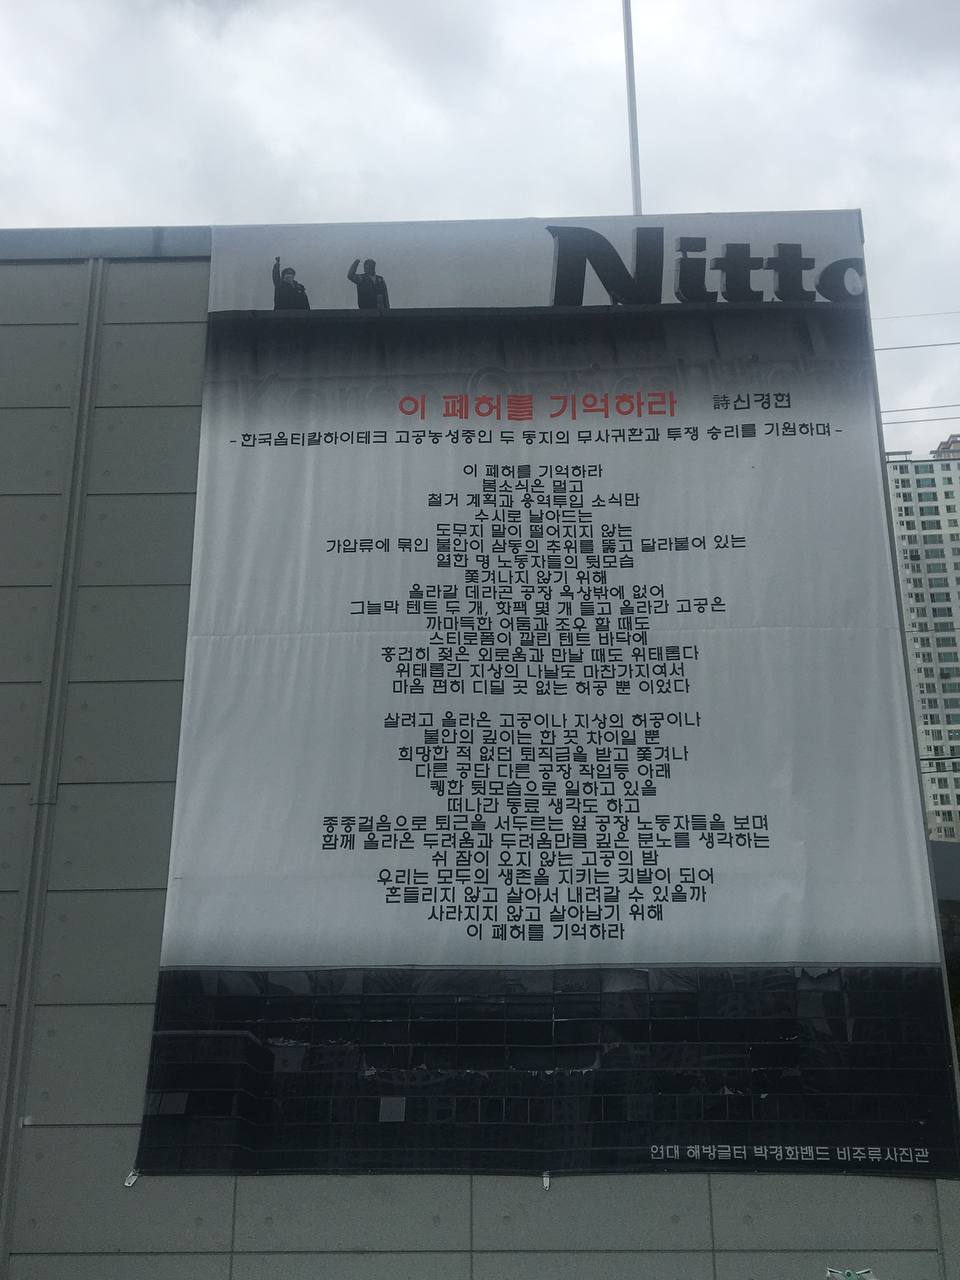 Nitto
이 폐허를 기억하라 詩신경현
-한국옵티칼하이테크 고공농성중인 두 동지의 무사귀환과 투쟁 승리를 기원하며-
이 폐허를 기억하라
봄소식은 멀고
철거 계획과 용역투입 소식만
수시로 날아드는
도무지 말이 떨어지지 않는
가압류에 묶인 불안이 삼동의 추위를 뚫고 달라붙어 있는
열한 명 노동자들의 뒷모습
쫓겨나지 않기 위해
올라갈 데라곤 공장 옥상밖에 없어
그늘막 텐트 두 개, 핫팩 몇 개 들고 올라간 고공은
까마득한 어둠과 조우 할 때도
스티로폼이 깔린 텐트 바닥에
흥건히 젖은 외로움과 만날 때도 위태롭다
위태롭긴 지상의 나날도 마찬가지여서
마음 편히 디딜 곳 없는 허공 뿐 이었다
살려고 올라온 고공이나 지상의 허공이나
불안의 깊이는 한 끗 차이일 뿐
희망한 적 없던 퇴직금을 받고 쫓겨나
다른 공단 다른 공장 작업등 아래
퀭한 뒷모습으로 일하고 있을
떠나간 동료 생각도 하고
종종걸음으로 퇴근을 서두르는 옆 공장 노동자들을 보며
함께 올라온 두려움과 두려움만큼 깊은 분노를 생각하는
쉬 잠이 오지 않는 고공의 밤
우리는 모두의 생존을 지키는 깃발이 되어
흔들리지 않고 살아서 내려갈 수 있을까
사라지지 않고 살아남기 위해
이 폐허를 기억하라
연대 해방글터 박경화밴드 비주류사진관